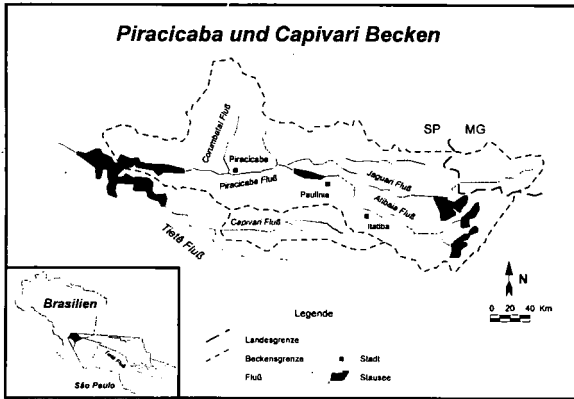 Piracicaba und Capivari Becken
SP MG
Corumbataí Fluß
Piracicaba
Piracicaba Fluß
Jaguari Fluß
Paulinia
Atibaia Fluß
Itatiba
Capivari Fluß
Tietê Fluß
N
0 20 40 Km
Brasilien
Tietê Fluß
São Paulo
Legende
Landesgrenze
Beckensgrenze
Stadt
Fluß
Stausee